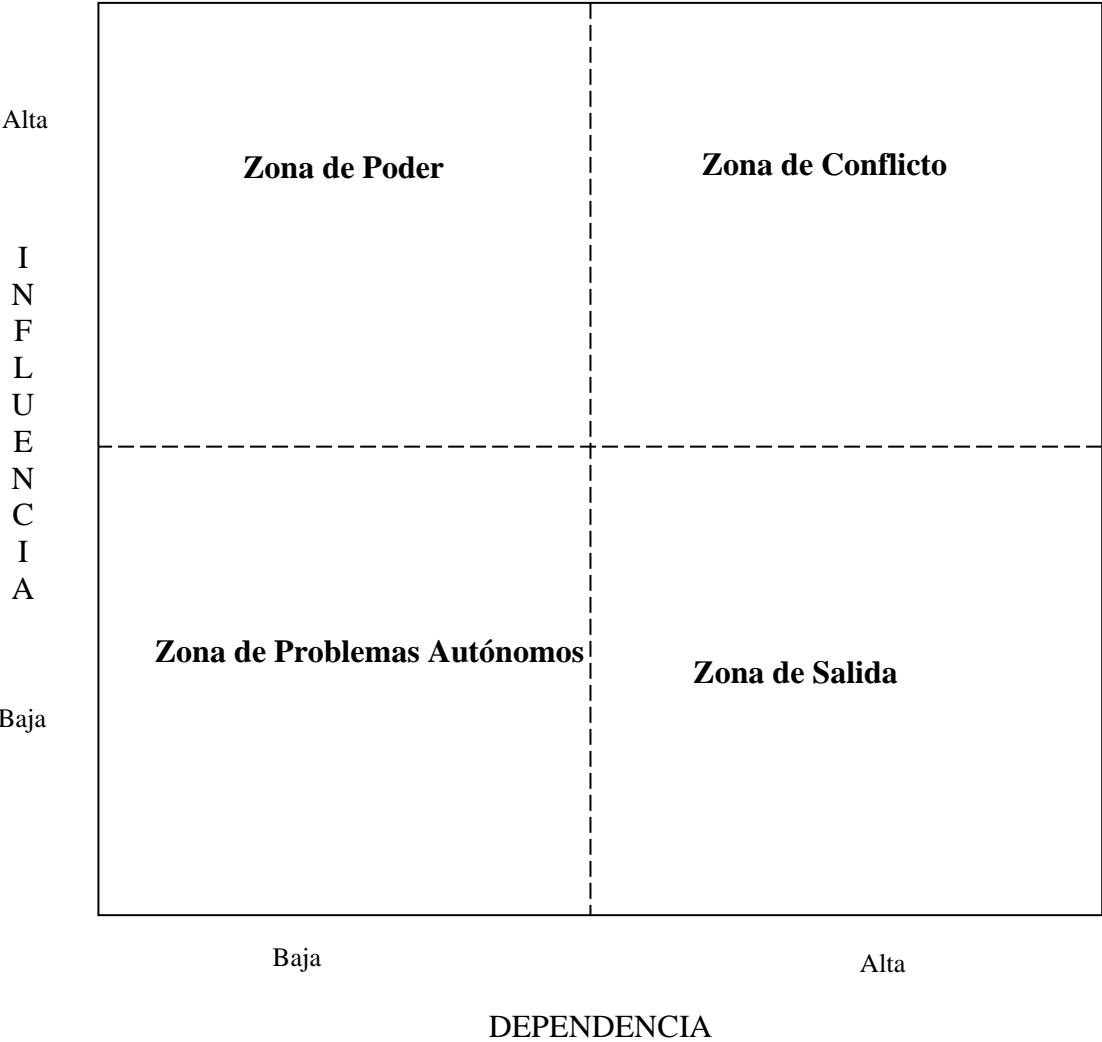 Alta
Zona de Poder
Zona de Conflicto
I
N
F
L
U
E
N
C
I
A
Zona de Problemas Autónomos
Zona de Salida
Baja
Baja
Alta
DEPENDENCIA